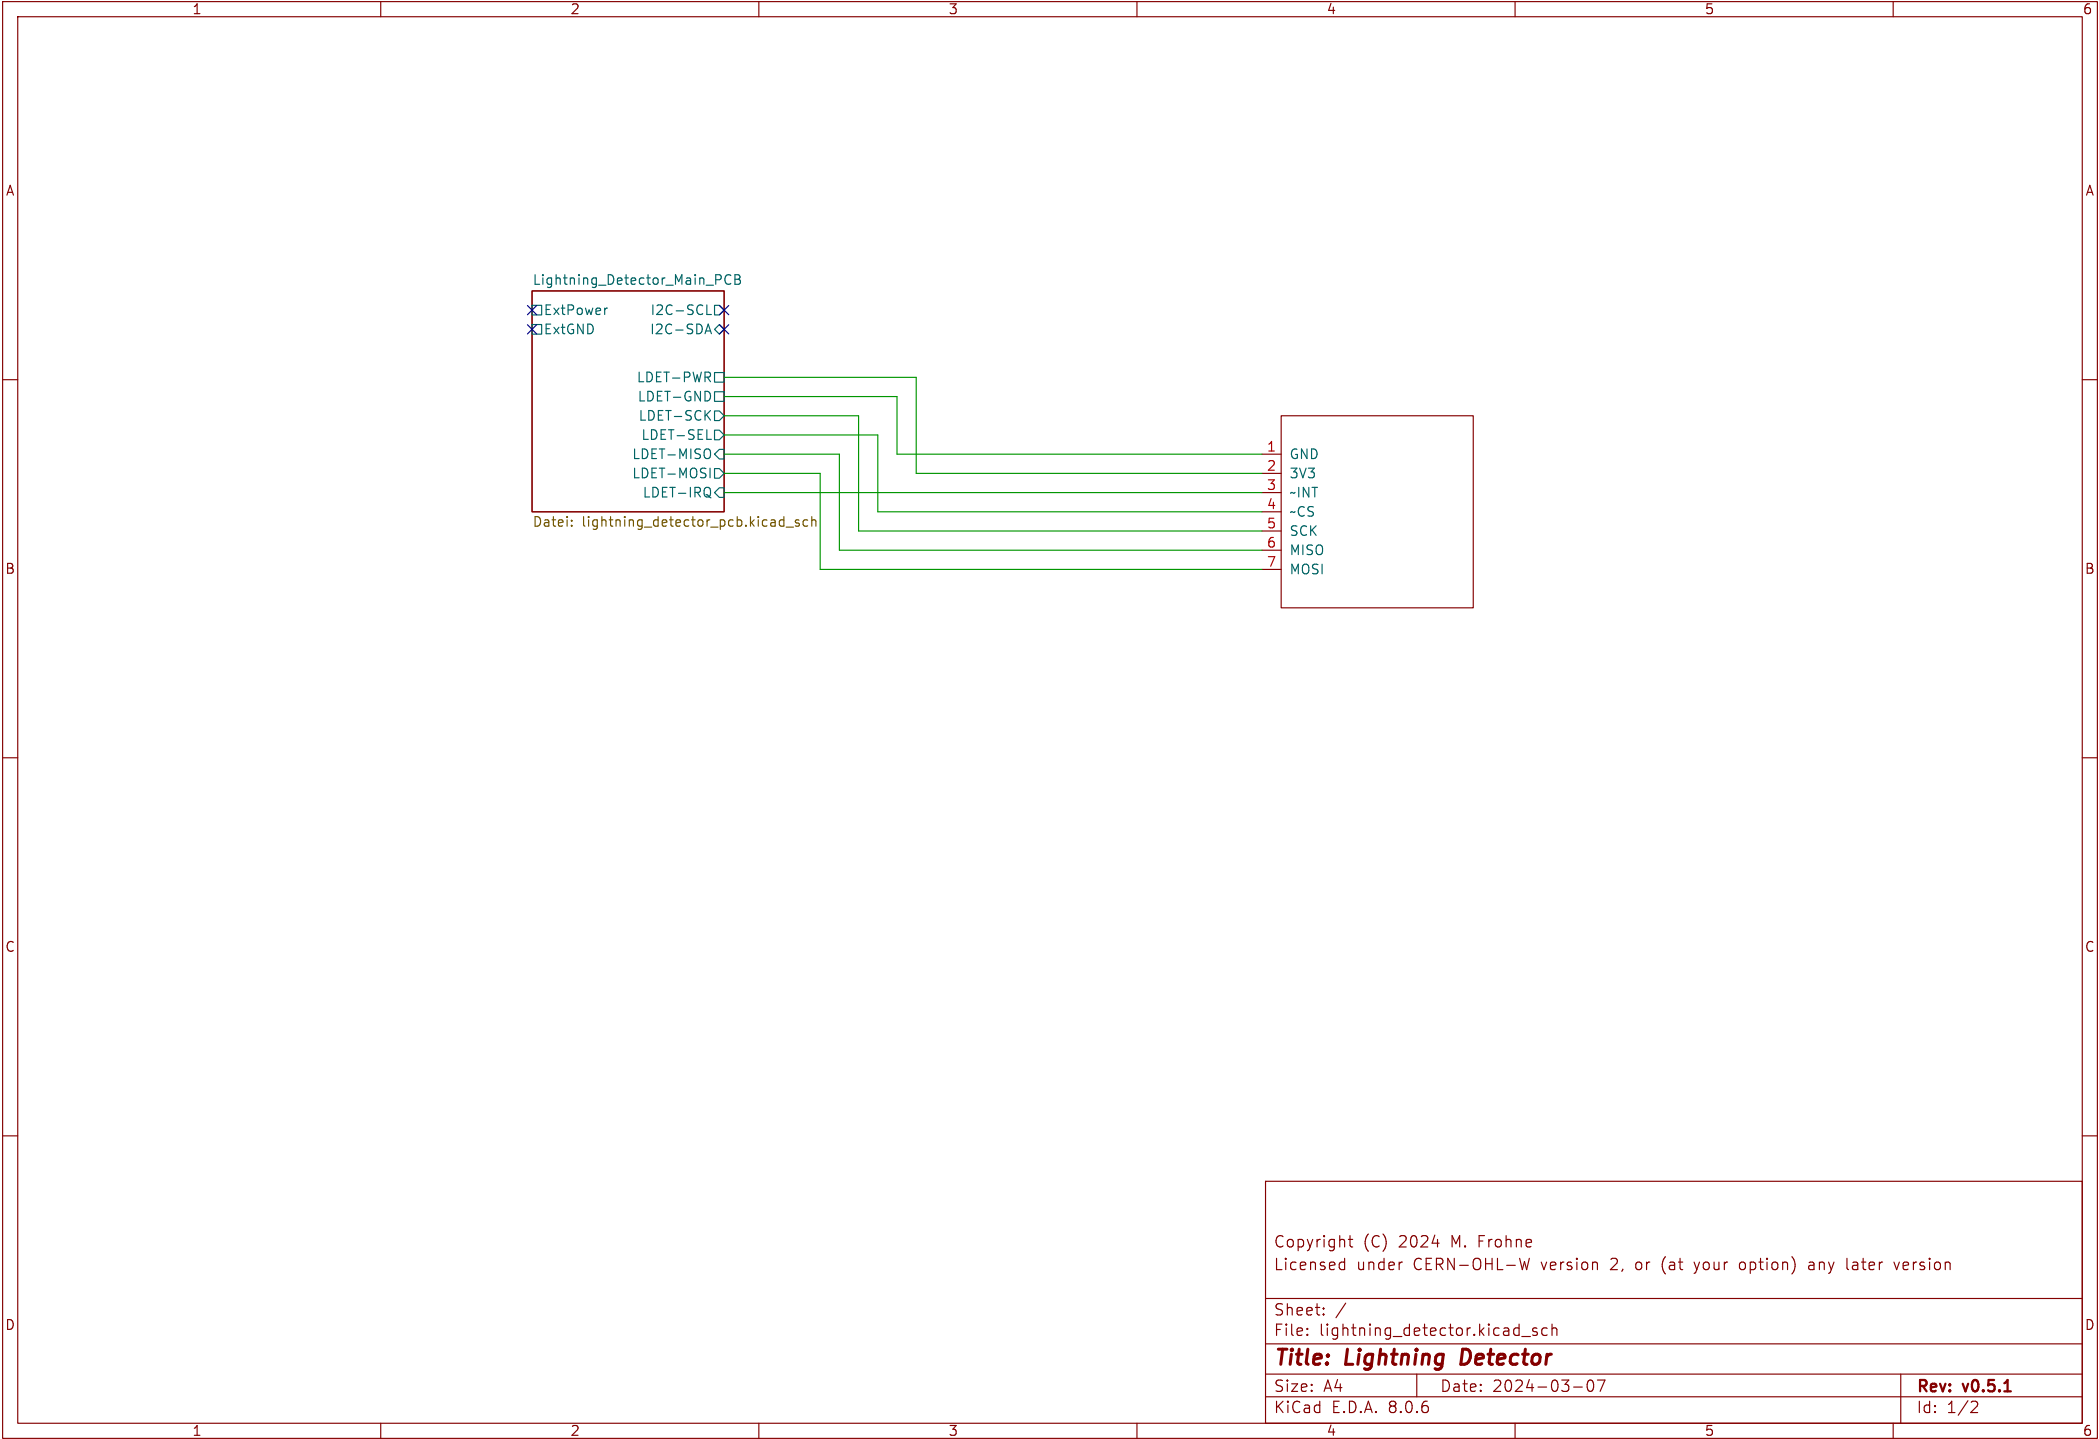 1 2 3 4 5 6
A A
Lightning_Detector_Main_PCB
ExtPower I2C-SCL
ExtGND I2C-SDA
LDET-PWR
LDET-GND
LDET-SCK
LDET-SEL
LDET-MISO
LDET-MOSI
LDET-IRQ
Datei: lightning_detector_pcb.kicad_sch
1 GND
2 3V3
3 ~INT
4 ~CS
5 SCK
6 MISO
7 MOSI
B B
C C
Copyright (C) 2024 M. Frohne
Licensed under CERN-OHL-W version 2, or (at your option) any later version
Sheet: /
File: lightning_detector.kicad_sch
D D
Title: Lightning Detector
Size: A4 Date: 2024-03-07 Rev: v0.5.1
KiCad E.D.A. 8.0.6 Id: 1/2
1 2 3 4 5 6